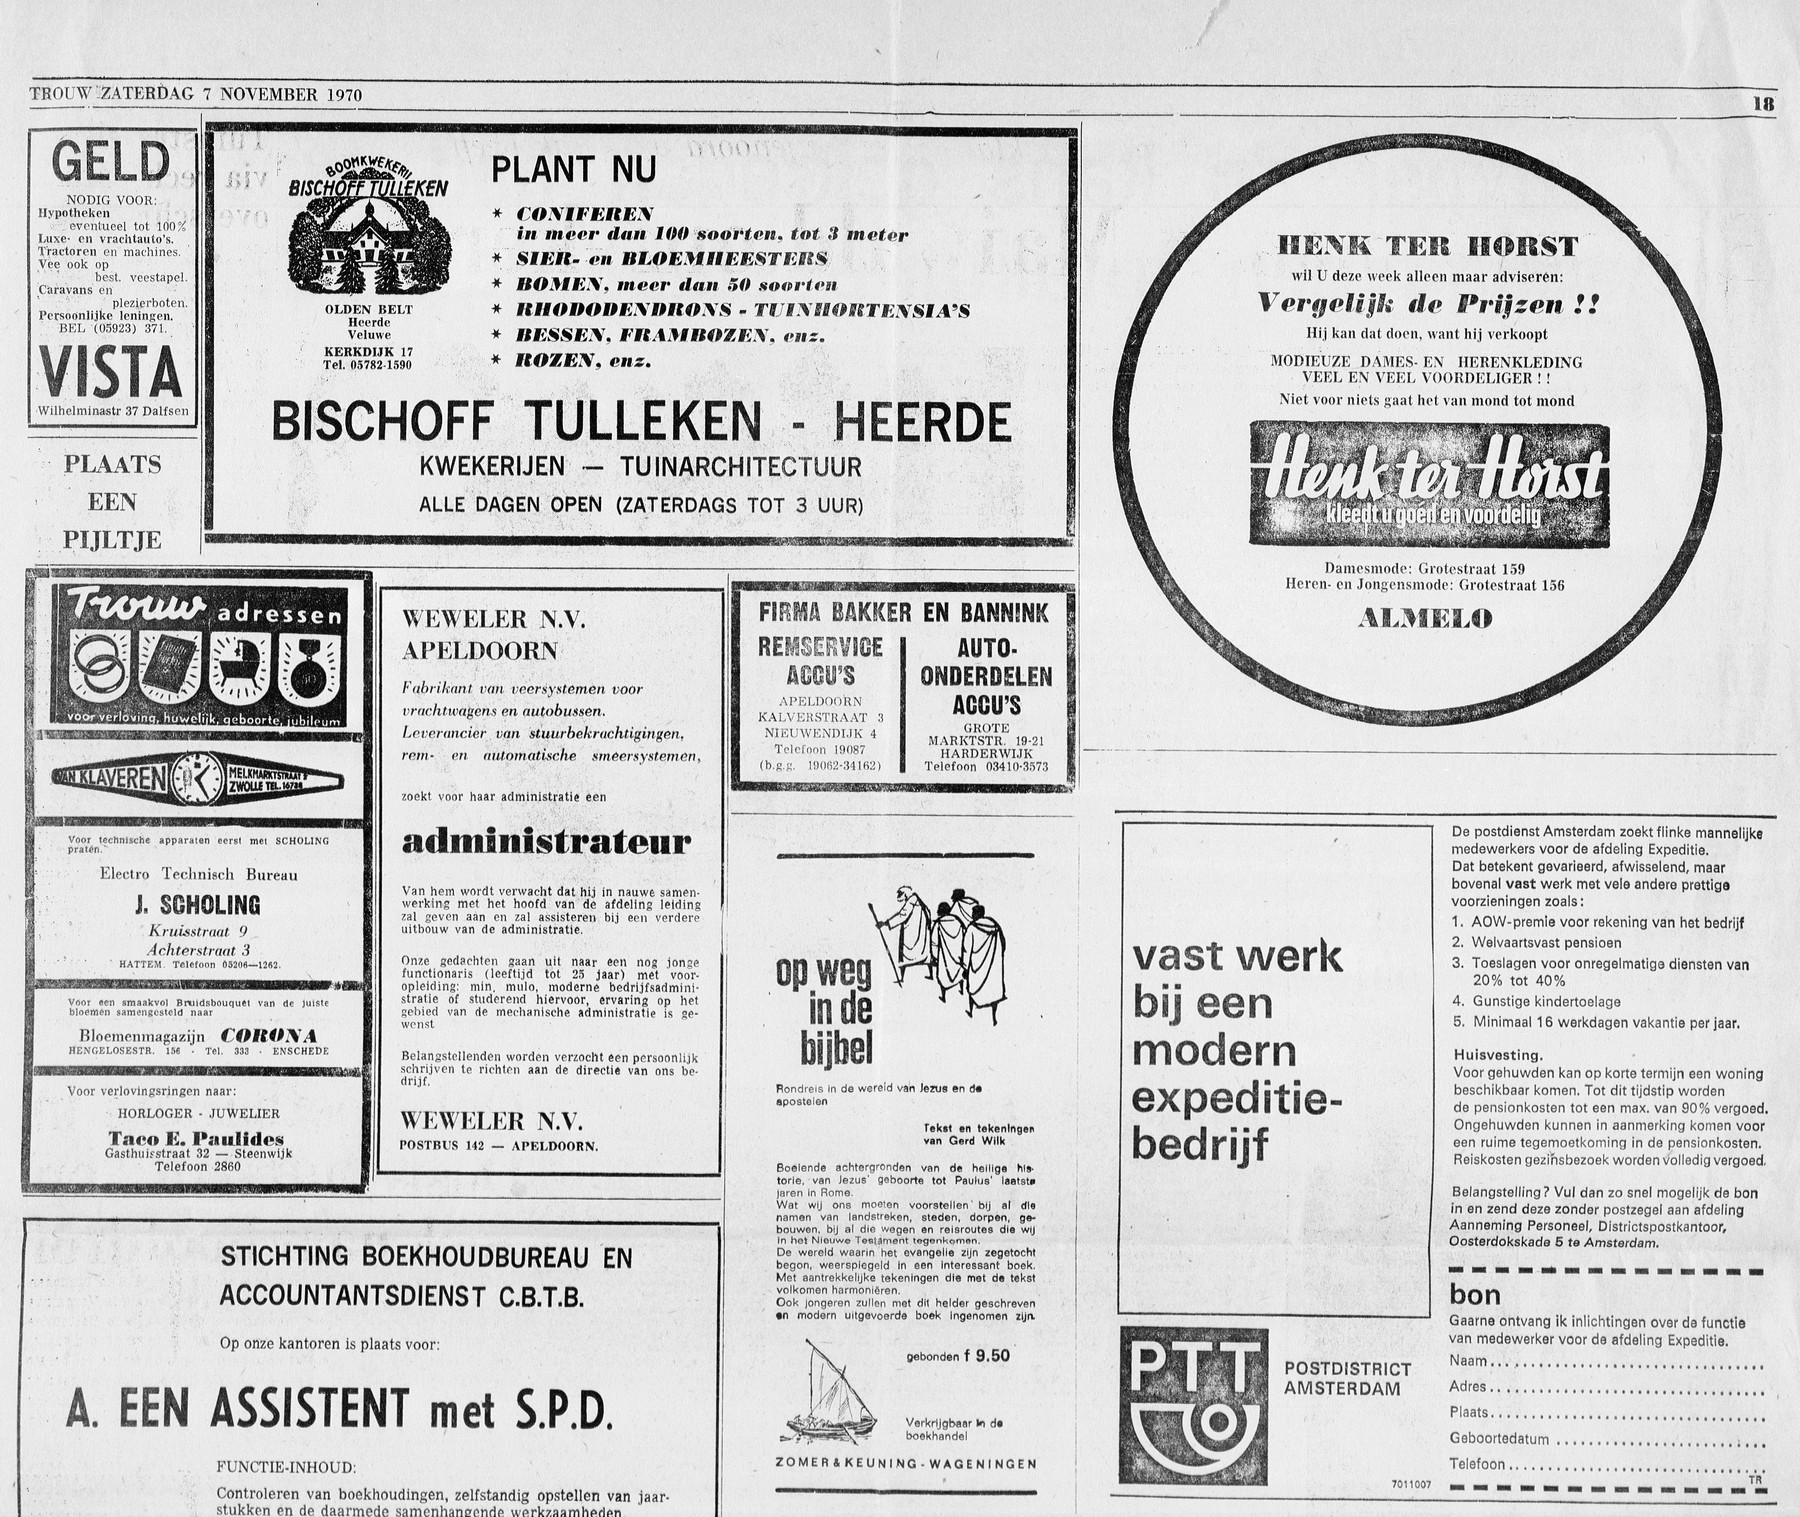 TROUW ZATERDAG 7 NOVEMBER 1970
18
GELD
NODIG VOOR:
Hypotheken
eventueel tot 100%
Luxe- en vrachtauto's.
Tractoren en machines.
Vee ook op
best. veestapel.
Caravans en
plezierboten.
Persoonlijke leningen.
BEL (05923) 371.
VISTA
Wilhelminastr 37 Dalfsen
PLAATS
EEN
PIJLTJE
BOOMKWEKERIJ
BISCHOFF TULLEKEN
OLDEN BELT
Heerde
Veluwe
KERKDIJK 17
Tel. 05782-1590
PLANT NU
* CONIFEREN
in meer dan 100 soorten, tot 3 meter
* SIER- en BLOEMHEESTERS
* BOMEN, meer dan 50 soorten
* RHODODENDRONS - TUINHORTENSIA'S
* BESSEN, FRAMBOZEN, enz.
* ROZEN, enz.
BISCHOFF TULLEKEN - HEERDE
KWEKERIJEN — TUINARCHITECTUUR
ALLE DAGEN OPEN (ZATERDAGS TOT 3 UUR)
HENK TER HORST
wil U deze week alleen maar adviseren:
Vergelijk de Prijzen !!
Hij kan dat doen, want hij verkoopt
MODIEUZE DAMES- EN HERENKLEDING
VEEL EN VEEL VOORDELIGER !!
Niet voor niets gaat het van mond tot mond
Henk ter Horst
kleedt u goed en voordelig
Damesmode: Grotestraat 159
Heren- en Jongensmode: Grotestraat 156
ALMELO
Trouw adressen
voor verloving, huwelijk, geboorte, jubileum
VAN KLAVEREN
MELKMARKTSTRAAT
ZWOLLE TEL. 16738
Voor technische apparaten eerst met SCHOLING
praten.
Electro Technisch Bureau
J. SCHOLING
Kruisstraat 9
Achterstraat 3
HATTEM. Telefoon 05206—1262.
Voor een smaakvol Bruidsbouquet van de juiste
bloemen samengesteld naar
Bloemenmagazijn CORONA
HENGELOSESTR. 156 - Tel. 333 - ENSCHEDE
Voor verlovingsringen naar:
HORLOGER - JUWELIER
Taco E. Paulides
Gasthuisstraat 32 — Steenwijk
Telefoon 2860
WEWELER N.V.
APELDOORN
Fabrikant van veersystemen voor
vrachtwagens en autobussen.
Leverancier van stuurbekrachtigingen,
rem- en automatische smeersystemen,
zoekt voor haar administratie een
administrateur
Van hem wordt verwacht dat hij in nauwe samen-
werking met het hoofd van de afdeling leiding
zal geven aan en zal assisteren bij een verdere
uitbouw van de administratie.
Onze gedachten gaan uit naar een nog jonge
functionaris (leeftijd tot 25 jaar) met voor-
opleiding: min. mulo, moderne bedrijfsadmini-
stratie of studerend hiervoor, ervaring op het
gebied van de mechanische administratie is ge-
wenst
Belangstellenden worden verzocht een persoonlijk
schrijven te richten aan de directie van ons be-
drijf.
WEWELER N.V.
POSTBUS 142 — APELDOORN.
FIRMA BAKKER EN BANNINK
REMSERVICE
ACCU'S
APELDOORN
KALVERSTRAAT 3
NIEUWENDIJK 4
Telefoon 19087
(b.g.g. 19062-34162)
AUTO-
ONDERDELEN
ACCU'S
GROTE
MARKTSTR. 19-21
HARDERWIJK
Telefoon 03410-3573
op weg
in de
bijbel
Rondreis in de wereld van Jezus en de
apostelen
Tekst en tekeningen
van Gerd Wilk
Boeiende achtergronden van de heilige his-
torie, van Jezus' geboorte tot Paulus' laatste
jaren in Rome.
Wat wij ons moeten voorstellen bij al die
namen van landstreken, steden, dorpen, ge-
bouwen, bij al die wegen en reisroutes die wij
in het Nieuwe Testament tegenkomen.
De wereld waarin het evangelie zijn zegetocht
begon, weerspiegeld in een interessant boek.
Met aantrekkelijke tekeningen die met de tekst
volkomen harmoniëren.
Ook jongeren zullen met dit helder geschreven
en modern uitgevoerde boek ingenomen zijn.
gebonden f 9.50
Verkrijgbaar in de
boekhandel
ZOMER & KEUNING - WAGENINGEN
STICHTING BOEKHOUDBUREAU EN
ACCOUNTANTSDIENST C.B.T.B.
Op onze kantoren is plaats voor:
A. EEN ASSISTENT met S.P.D.
FUNCTIE-INHOUD:
Controleren van boekhoudingen, zelfstandig opstellen van jaar-
stukken en de daarmede samenhangende werkzaamheden
vast werk
bij een
modern
expeditie-
bedrijf
PTT
POSTDISTRICT
AMSTERDAM
7011007
De postdienst Amsterdam zoekt flinke mannelijke
medewerkers voor de afdeling Expeditie.
Dat betekent gevarieerd, afwisselend, maar
bovenal vast werk met vele andere prettige
voorzieningen zoals:
1. AOW-premie voor rekening van het bedrijf
2. Welvaartsvast pensioen
3. Toeslagen voor onregelmatige diensten van
20% tot 40%
4. Gunstige kindertoelage
5. Minimaal 16 werkdagen vakantie per jaar.
Huisvesting.
Voor gehuwden kan op korte termijn een woning
beschikbaar komen. Tot dit tijdstip worden
de pensionkosten tot een max. van 90% vergoed.
Ongehuwden kunnen in aanmerking komen voor
een ruime tegemoetkoming in de pensionkosten.
Reiskosten gezinsbezoek worden volledig vergoed.
Belangstelling? Vul dan zo snel mogelijk de bon
in en zend deze zonder postzegel aan afdeling
Aanneming Personeel, Districtspostkantoor,
Oosterdokskade 5 te Amsterdam.
bon
Gaarne ontvang ik inlichtingen over de functie
van medewerker voor de afdeling Expeditie.
Naam
Adres
Plaats
Geboortedatum
Telefoon
TR